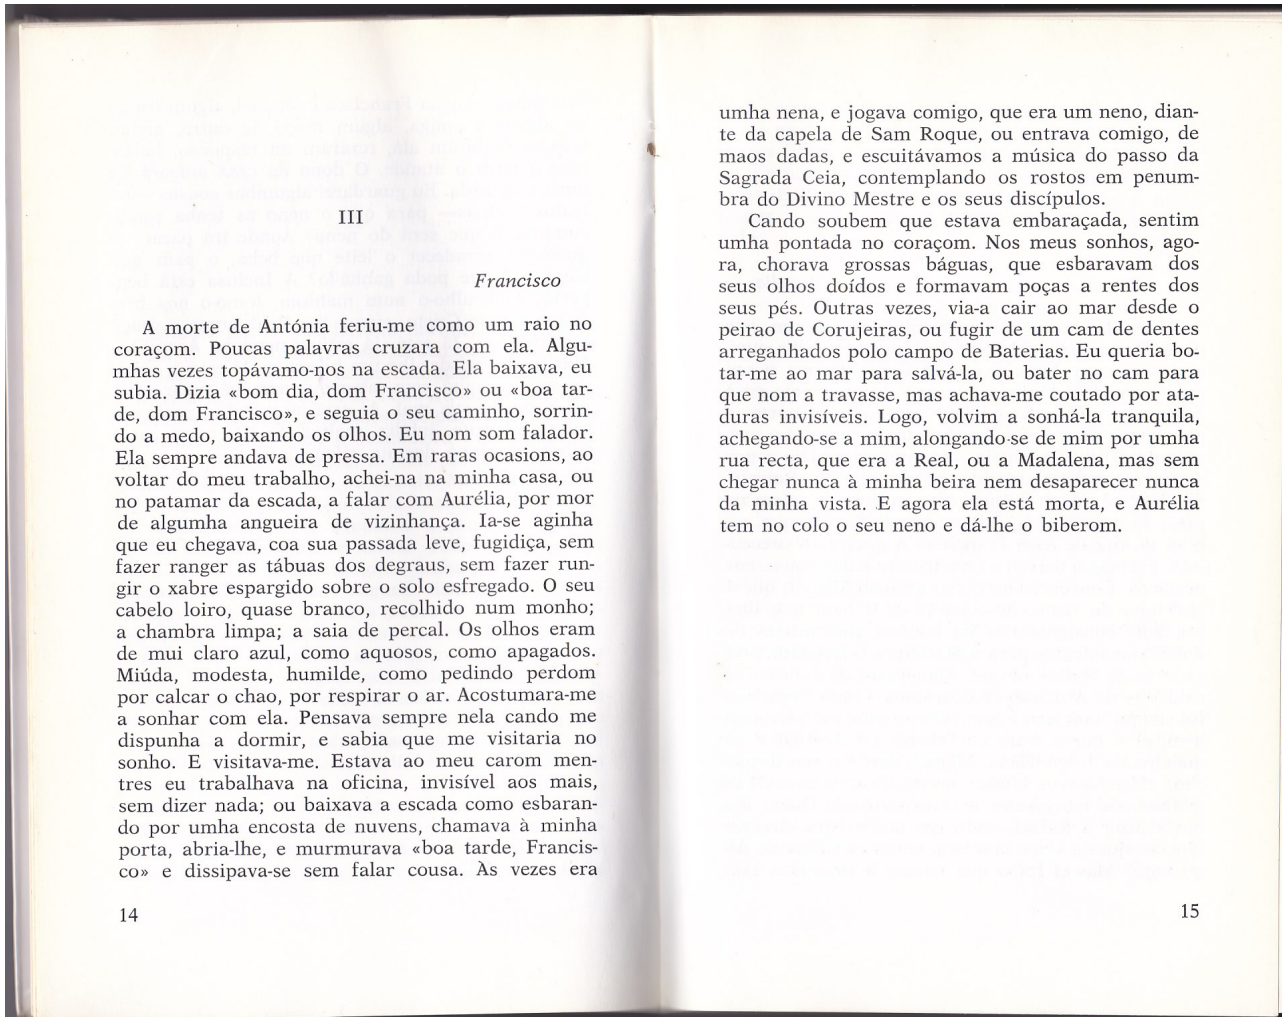 III
Francisco
A morte de Antónia feriu-me como um raio no
coraçom. Poucas palavras cruzara com ela. Algu-
mhas vezes topávamo-nos na escada. Ela baixava, eu
subia. Dizia «bom dia, dom Francisco» ou «boa tar-
de, dom Francisco», e seguia o seu caminho, sorrin-
do a medo, baixando os olhos. Eu nom som falador.
Ela sempre andava de pressa. Em raras ocasions, ao
voltar do meu trabalho, achei-na na minha casa, ou
no patamar da escada, a falar com Aurélia, por mor
de algumha angueira de vizinhança. Ia-se aginha
que eu chegava, coa sua passada leve, fugidiça, sem
fazer ranger as tábuas dos degraus, sem fazer run-
gir o xabre espargido sobre o solo esfregado. O seu
cabelo loiro, quase branco, recolhido num monho;
a chambra limpa; a saia de percal. Os olhos eram
de mui claro azul, como aquosos, como apagados.
Miúda, modesta, humilde, como pedindo perdom
por calcar o chao, por respirar o ar. Acostumara-me
a sonhar com ela. Pensava sempre nela cando me
dispunha a dormir, e sabia que me visitaria no
sonho. E visitava-me. Estava ao meu carom men-
tres eu trabalhava na oficina, invisível aos mais,
sem dizer nada; ou baixava a escada como esbaran-
do por umha encosta de nuvens, chamava à minha
porta, abria-lhe, e murmurava «boa tarde, Francis-
co» e dissipava-se sem falar cousa. Às vezes era
14
umha nena, e jogava comigo, que era um neno, dian-
te da capela de Sam Roque, ou entrava comigo, de
maos dadas, e escuitávamos a música do passo da
Sagrada Ceia, contemplando os rostos em penum-
bra do Divino Mestre e os seus discípulos.
Cando soubem que estava embaraçada, sentim
umha pontada no coraçom. Nos meus sonhos, ago-
ra, chorava grossas báguas, que esbaravam dos
seus olhos doídos e formavam poças a rentes dos
seus pés. Outras vezes, via-a cair ao mar desde o
peirao de Corujeiras, ou fugir de um cam de dentes
arreganhados polo campo de Baterias. Eu queria bo-
tar-me ao mar para salvá-la, ou bater no cam para
que nom a travasse, mas achava-me coutado por ata-
duras invisíveis. Logo, volvim a sonhá-la tranquila,
achegando-se a mim, alongando-se de mim por umha
rua recta, que era a Real, ou a Madalena, mas sem
chegar nunca à minha beira nem desaparecer nunca
da minha vista. E agora ela está morta, e Aurélia
tem no colo o seu neno e dá-lhe o biberom.
15